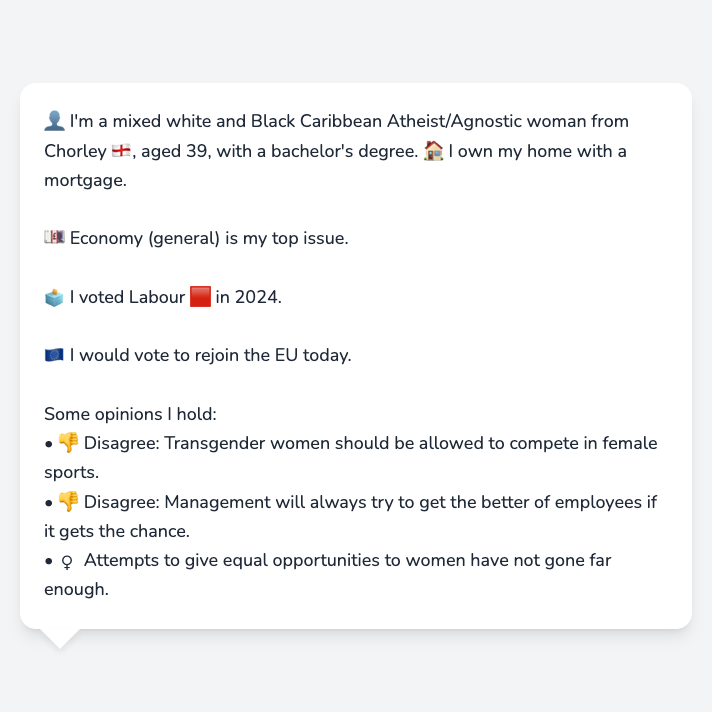 👤 I'm a mixed white and Black Caribbean Atheist/Agnostic woman from
Chorley 🏴󠁧󠁢󠁥󠁮󠁧󠁿, aged 39, with a bachelor's degree. 🏠 I own my home with a
mortgage.
💷 Economy (general) is my top issue.
🗳️ I voted Labour 🟥 in 2024.
🇪🇺 I would vote to rejoin the EU today.
Some opinions I hold:
• 👎 Disagree: Transgender women should be allowed to compete in female
sports.
• 👎 Disagree: Management will always try to get the better of employees if
it gets the chance.
• ♀ Attempts to give equal opportunities to women have not gone far
enough.